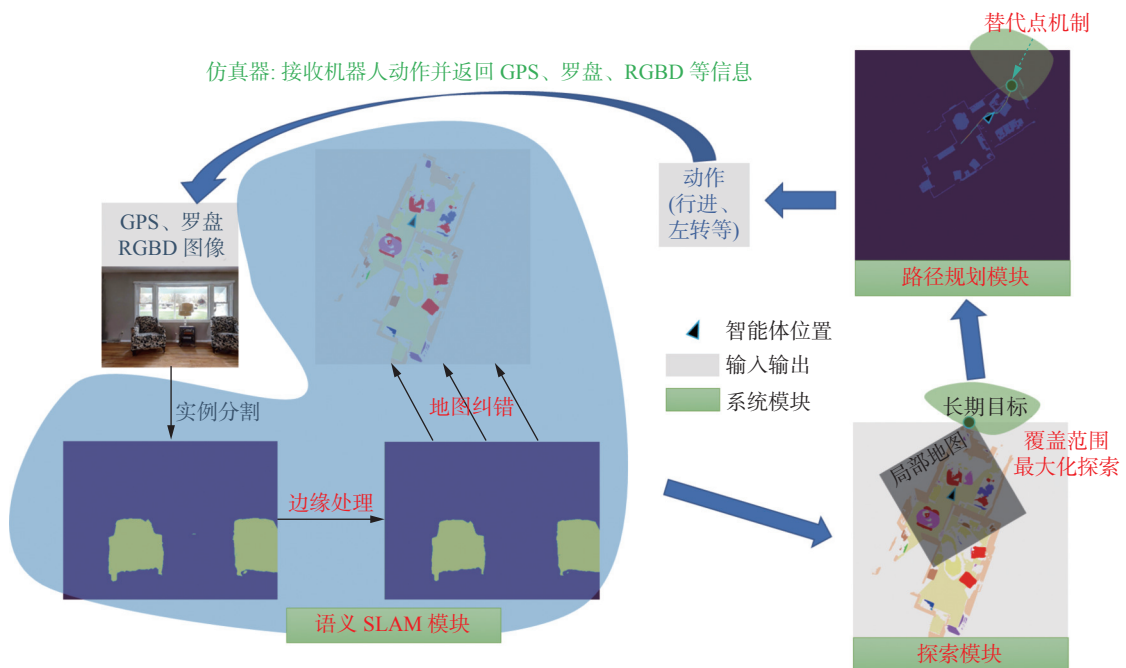 替代点机制
仿真器: 接收机器人动作并返回 GPS、罗盘、RGBD 等信息
GPS、罗盘
RGBD 图像
动作
(行进、
左转等)
路径规划模块
智能体位置
输入输出
系统模块
实例分割
地图纠错
边缘处理
语义 SLAM 模块
长期目标
局部地图
覆盖范围
最大化探索
探索模块